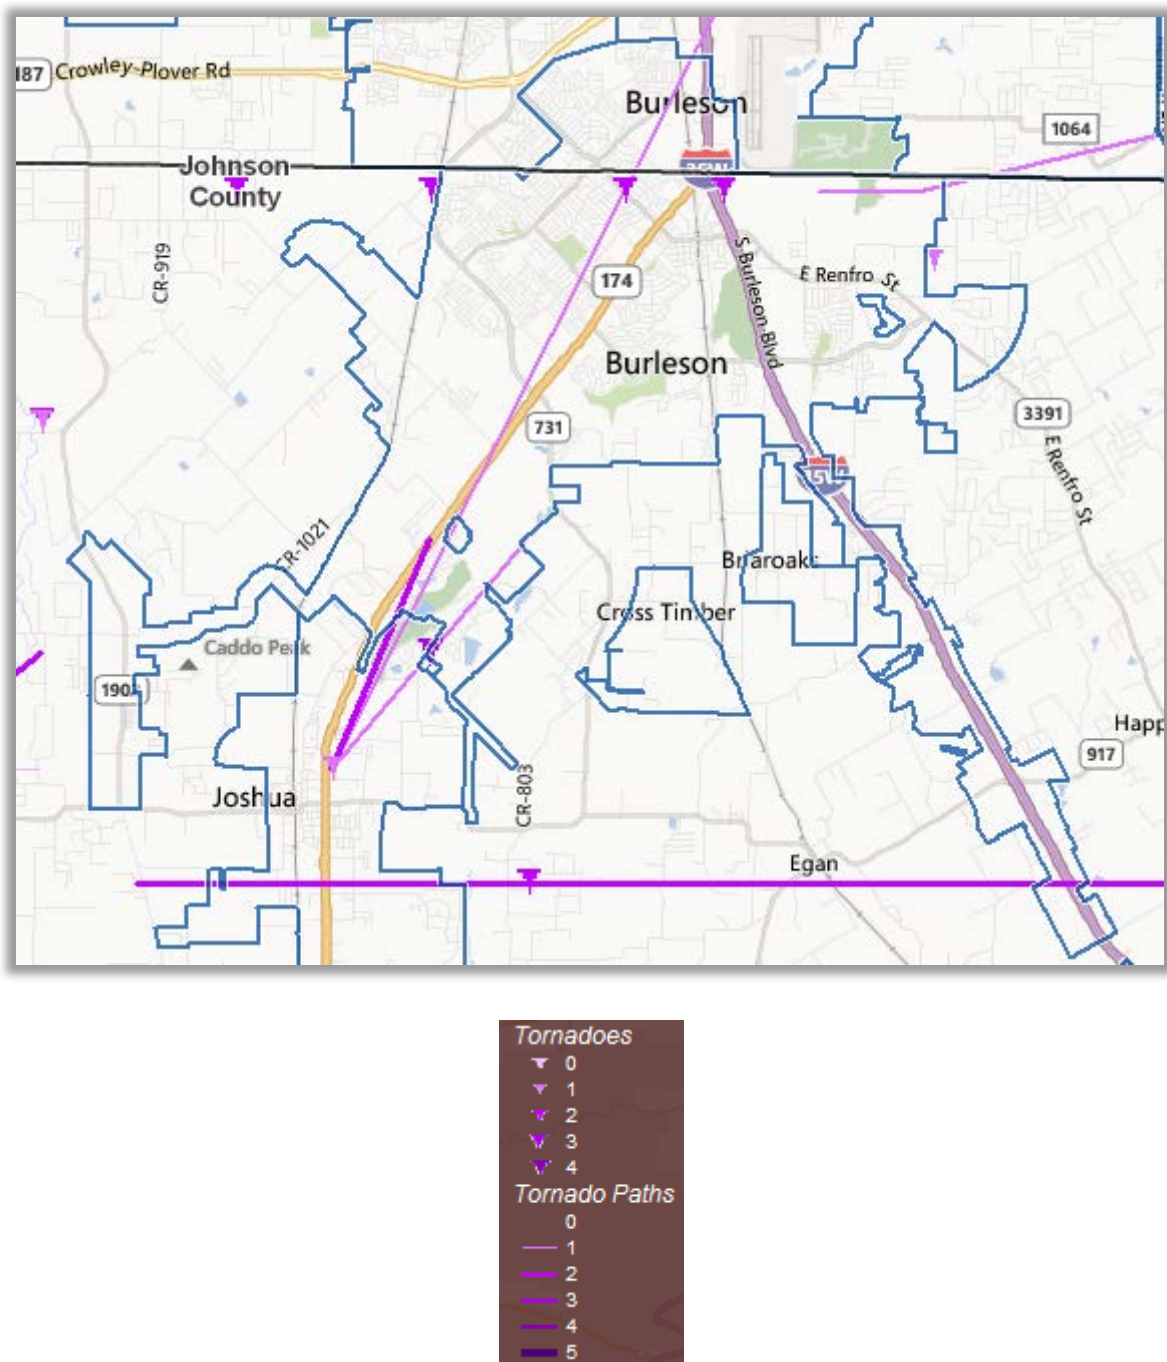 187
Crowley-Plover Rd
Burleson
1064
Johnson
County
35W
CR-919
S Burleson Blvd
E Renfro St
174
Burleson
731
3391
E Renfro St
CR-1021
Briaroaks
Cross Timber
Caddo Peak
1902
Happ
917
Joshua
CR-803
Egan
Tornadoes
0
1
2
3
4
Tornado Paths
0
1
2
3
4
5